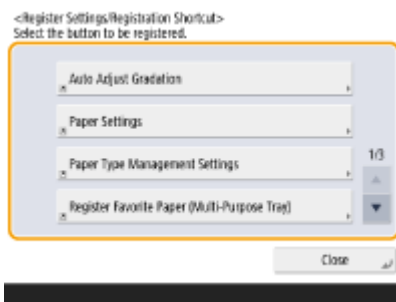 <Register Settings/Registration Shortcut>
Select the button to be registered.
Auto Adjust Gradation
Paper Settings
Paper Type Management Settings
1/3
Register Favorite Paper (Multi-Purpose Tray)
Close